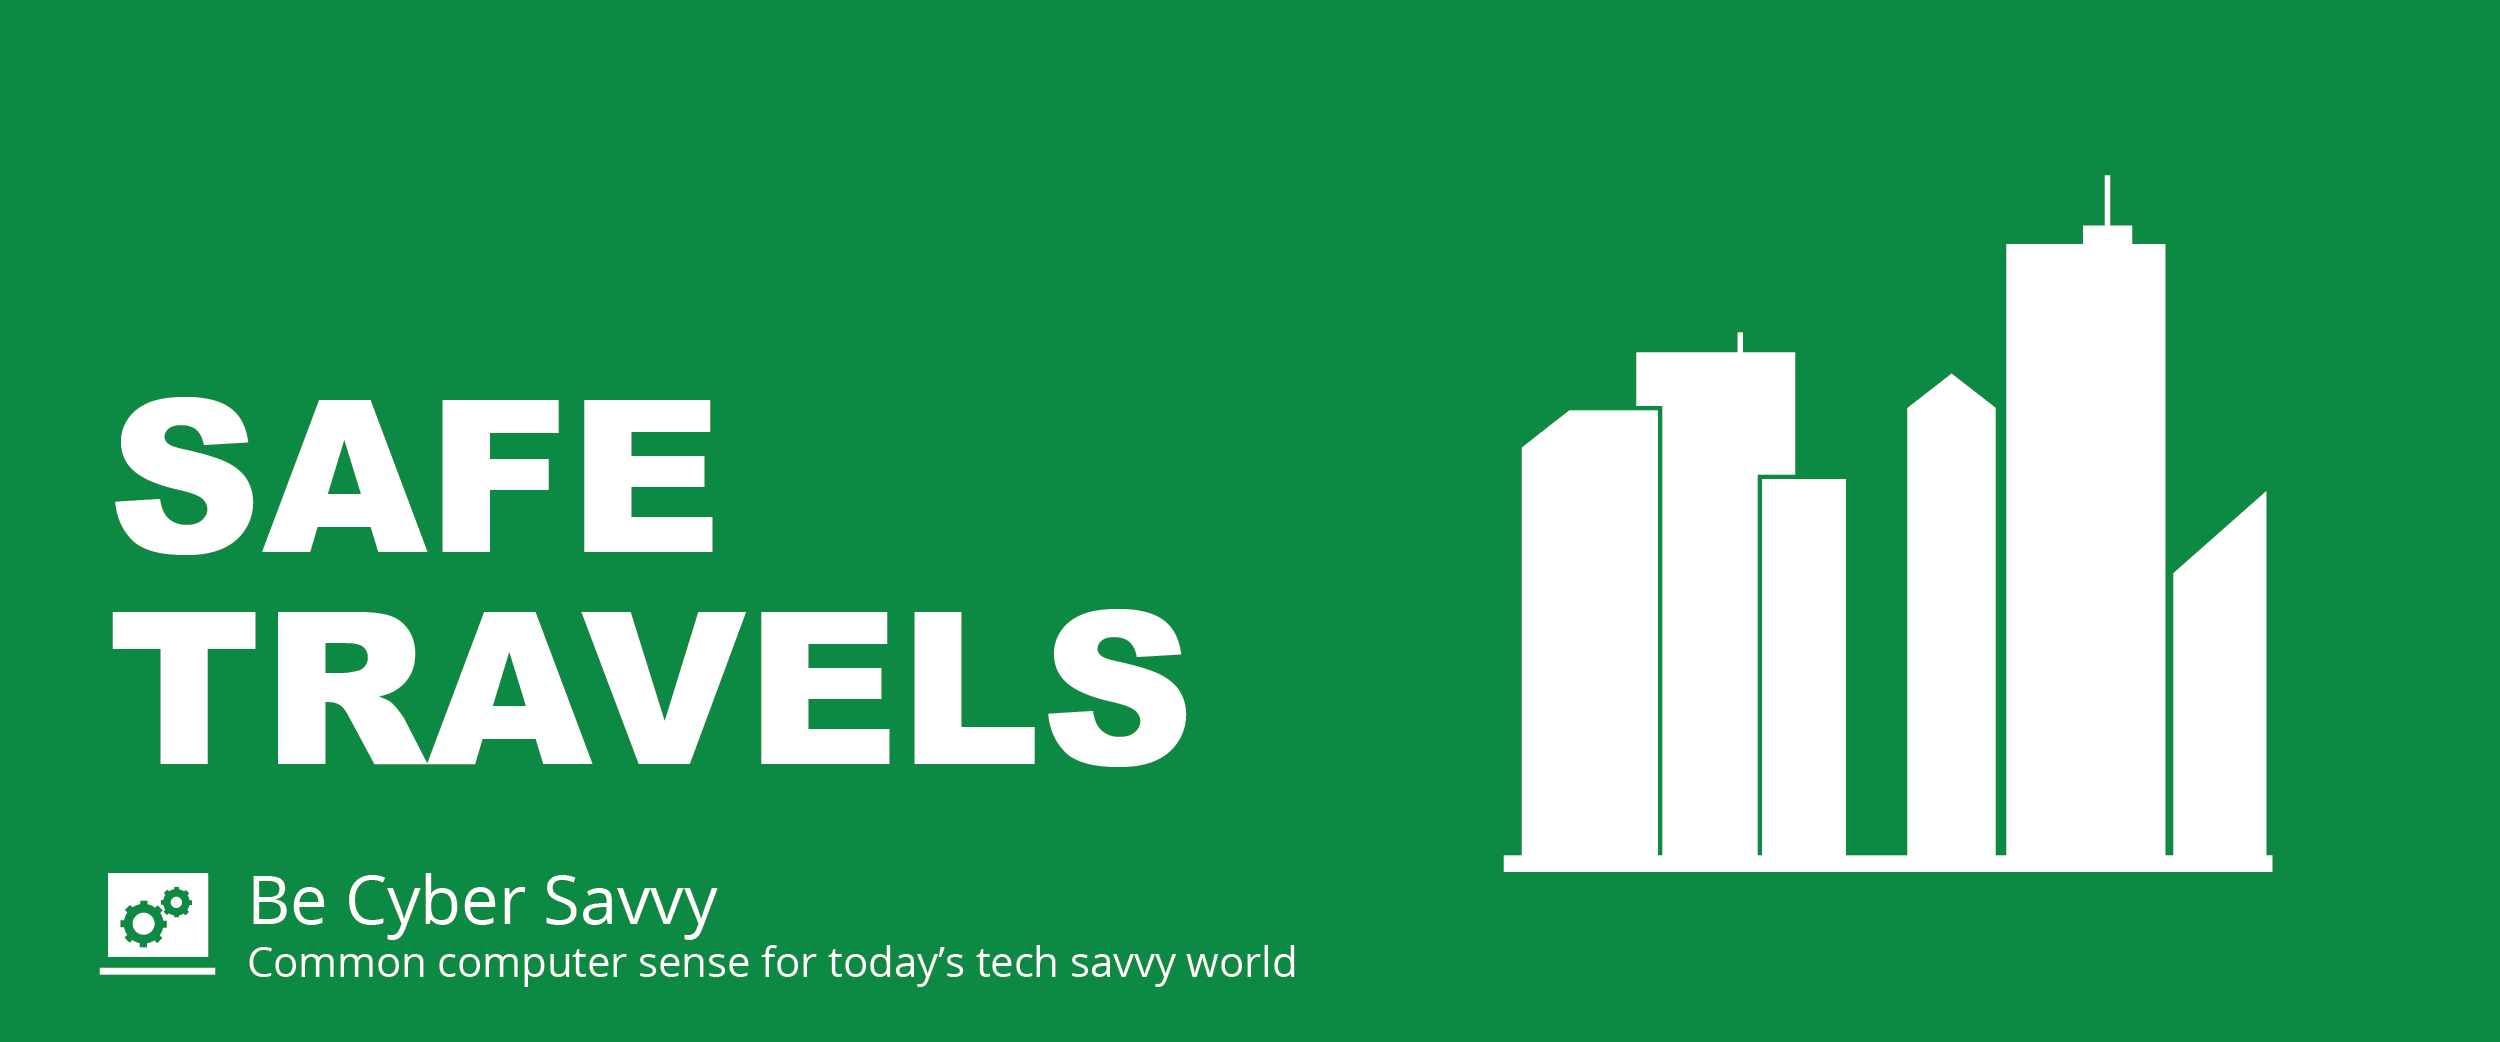 SAFE
TRAVELS
Be Cyber Savvy
Common computer sense for today’s tech savvy world